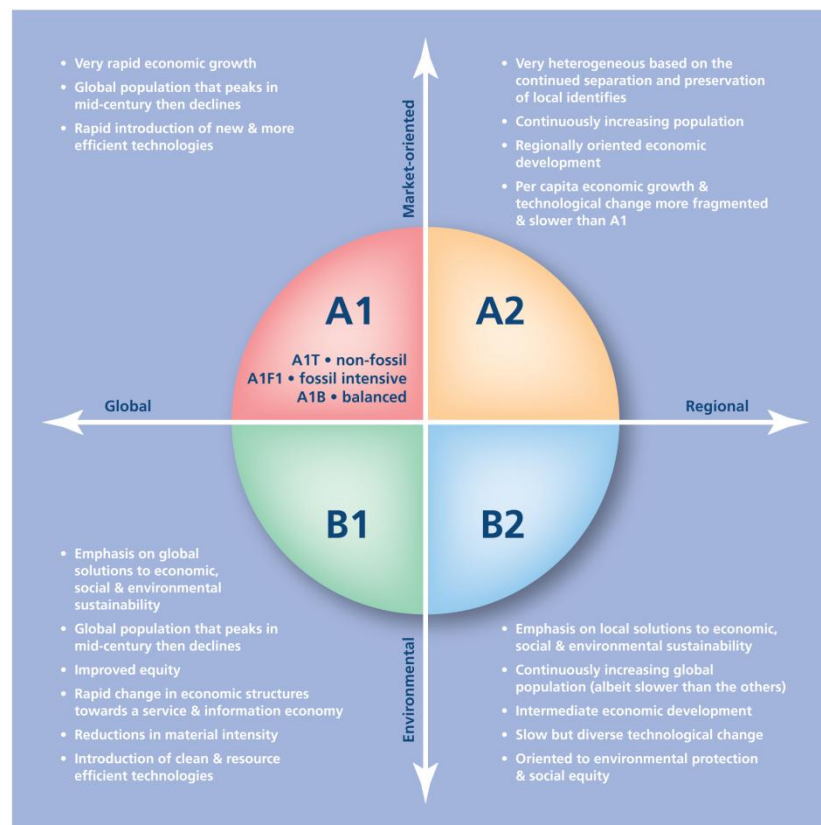 • Very rapid economic growth
• Global population that peaks in
mid-century then declines
• Rapid introduction of new & more
efficient technologies
Market-oriented
• Very heterogeneous based on the
continued separation and preservation
of local identifies
• Continuously increasing population
• Regionally oriented economic
development
• Per capita economic growth &
technological change more fragmented
& slower than A1
A1
A1T • non-fossil
A1F1 • fossil intensive
A1B • balanced
A2
Global
Regional
B1
B2
• Emphasis on global
solutions to economic,
social & environmental
sustainability
• Global population that peaks in
mid-century then declines
• Improved equity
• Rapid change in economic structures
towards a service & information economy
• Reductions in material intensity
• Introduction of clean & resource
efficient technologies
Environmental
• Emphasis on local solutions to economic,
social & environmental sustainability
• Continuously increasing global
population (albeit slower than the others)
• Intermediate economic development
• Slow but diverse technological change
• Oriented to environmental protection
& social equity